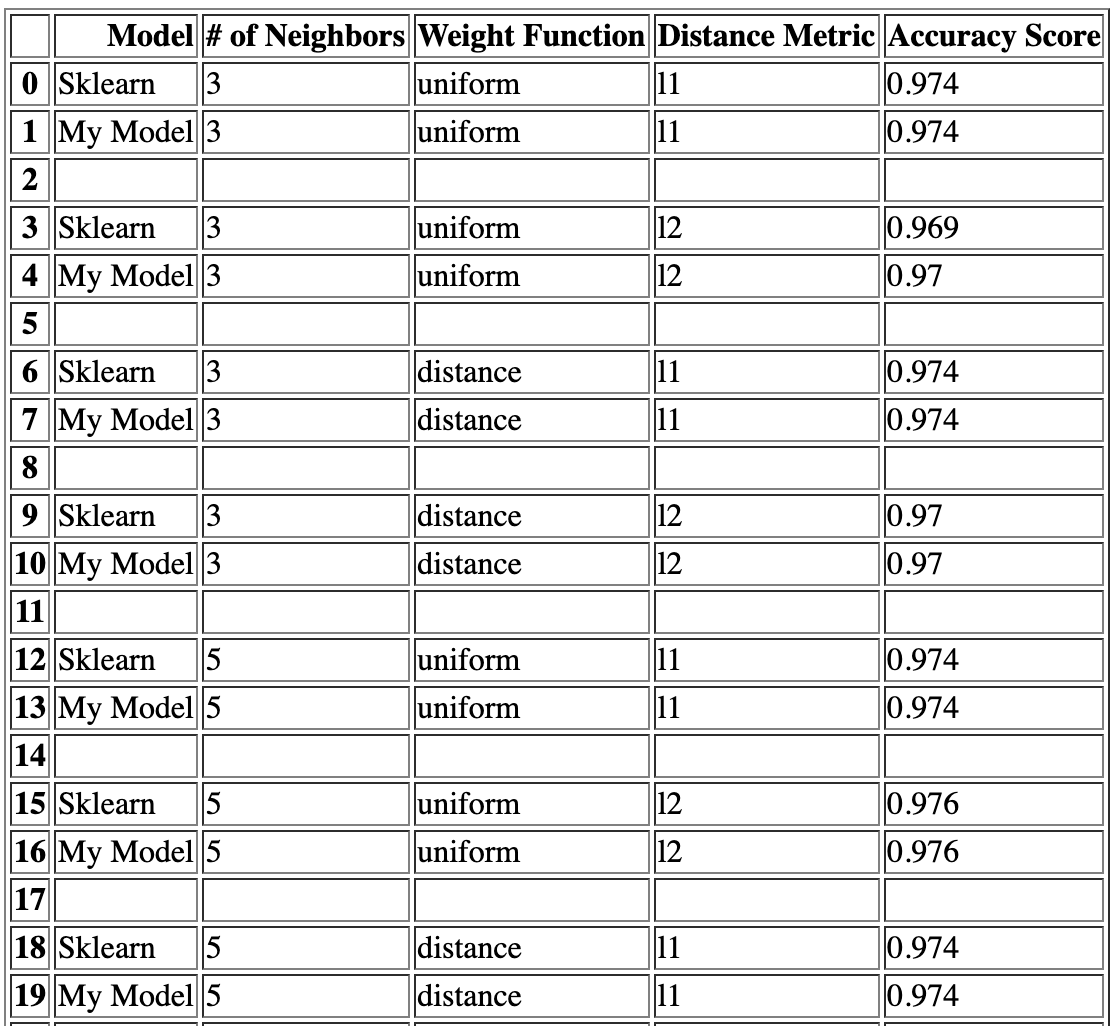 Model # of Neighbors Weight Function Distance Metric Accuracy Score
0 Sklearn 3 uniform l1 0.974
1 My Model 3 uniform l1 0.974
2
3 Sklearn 3 uniform l2 0.969
4 My Model 3 uniform l2 0.97
5
6 Sklearn 3 distance l1 0.974
7 My Model 3 distance l1 0.974
8
9 Sklearn 3 distance l2 0.97
10 My Model 3 distance l2 0.97
11
12 Sklearn 5 uniform l1 0.974
13 My Model 5 uniform l1 0.974
14
15 Sklearn 5 uniform l2 0.976
16 My Model 5 uniform l2 0.976
17
18 Sklearn 5 distance l1 0.974
19 My Model 5 distance l1 0.974